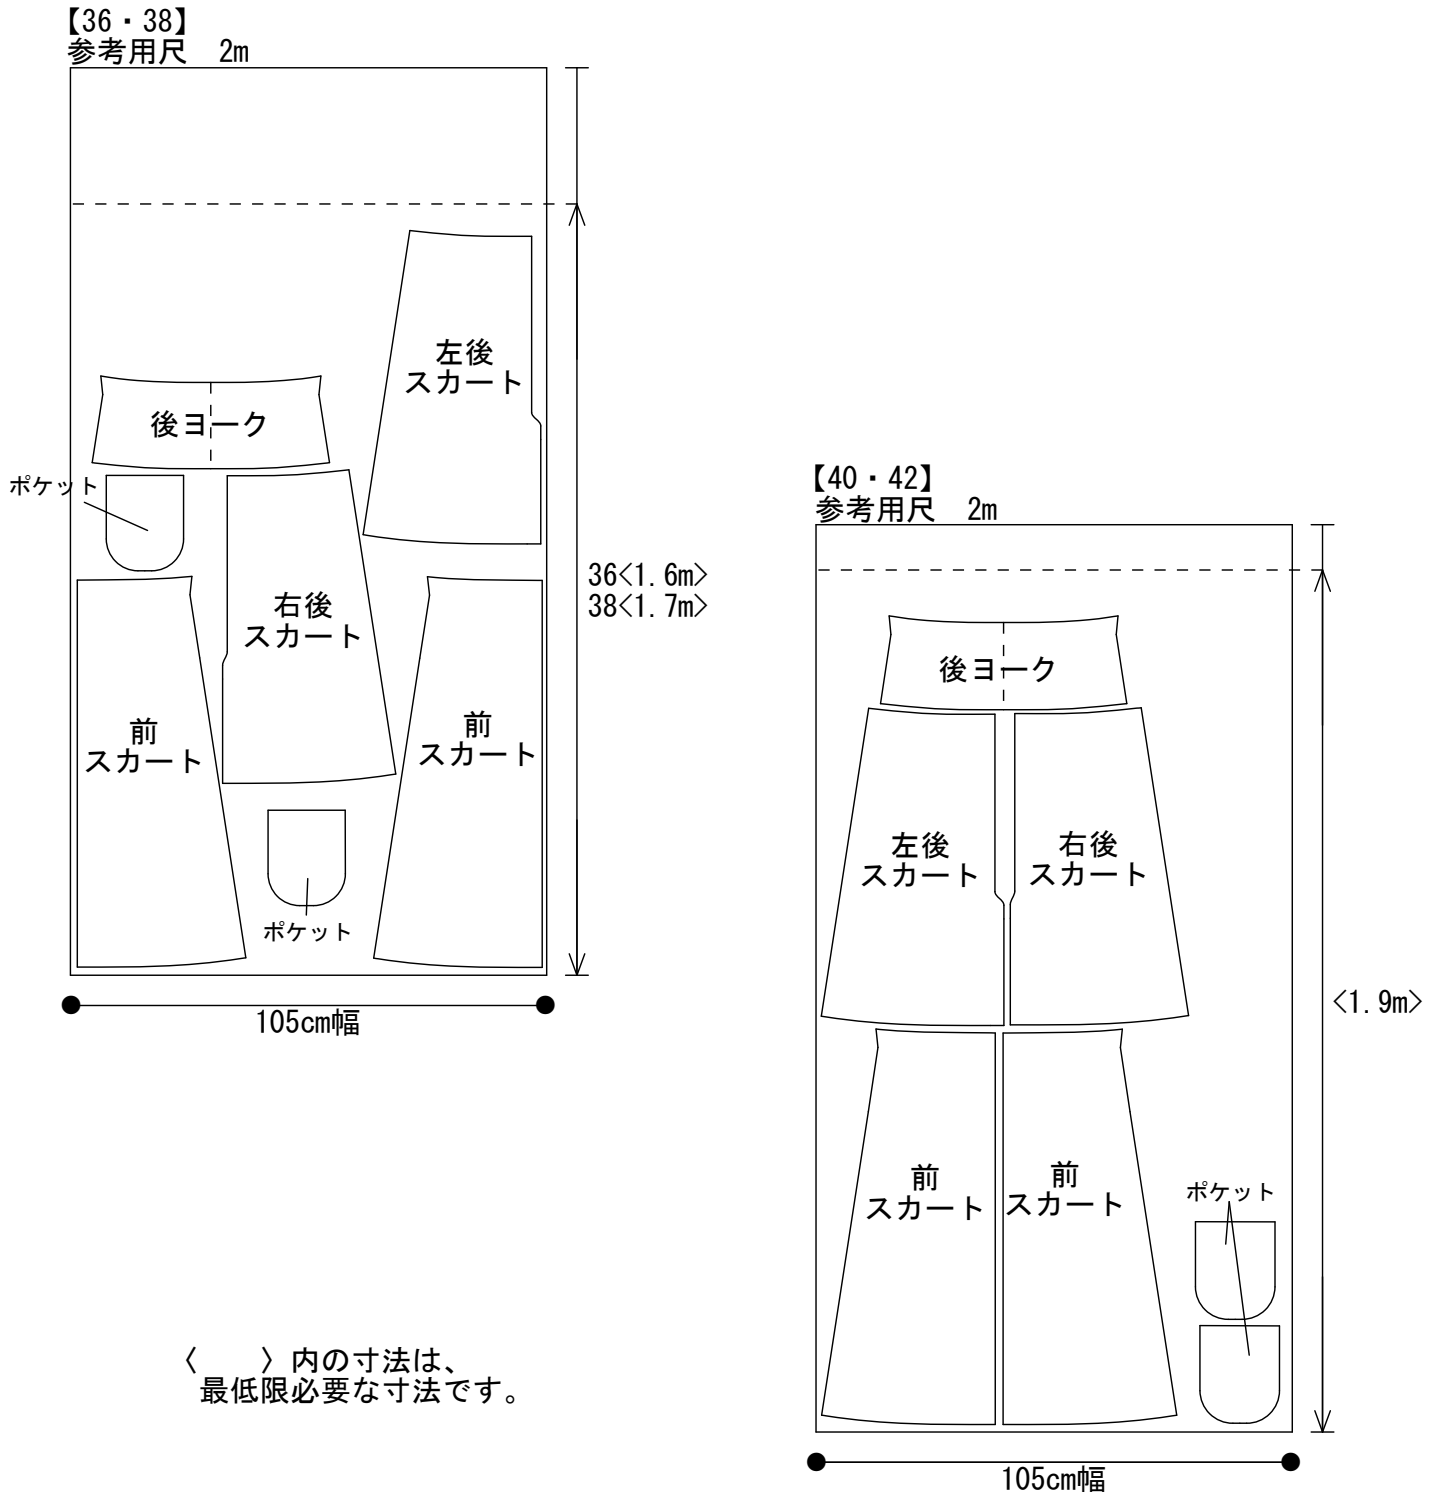 【36・38】
参考用尺　2m
左後
スカート
後ヨーク
ポケット
右後
スカート
36<1.6m>
38<1.7m>
前
スカート
前
スカート
ポケット
105cm幅
【40・42】
参考用尺　2m
後ヨーク
左後
スカート
右後
スカート
<1.9m>
前
スカート
前
スカート
ポケット
105cm幅
〈　　〉内の寸法は、
最低限必要な寸法です。